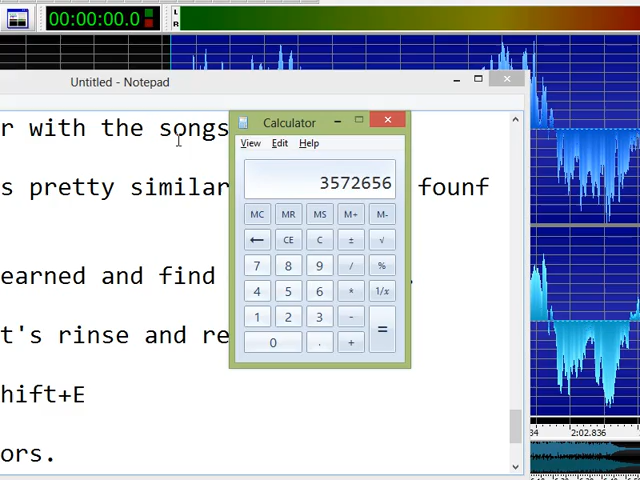 00:00:00.0
L
R
Untitled - Notepad
r with the songs
s pretty similar
founf
earned and find
t's rinse and re
hift+E
ors.
Calculator
View Edit Help
3572656
MC MR MS M+ M-
← CE C ± √
7 8 9 / %
4 5 6 * 1/x
1 2 3 - =
0 . +
34 2:02.836